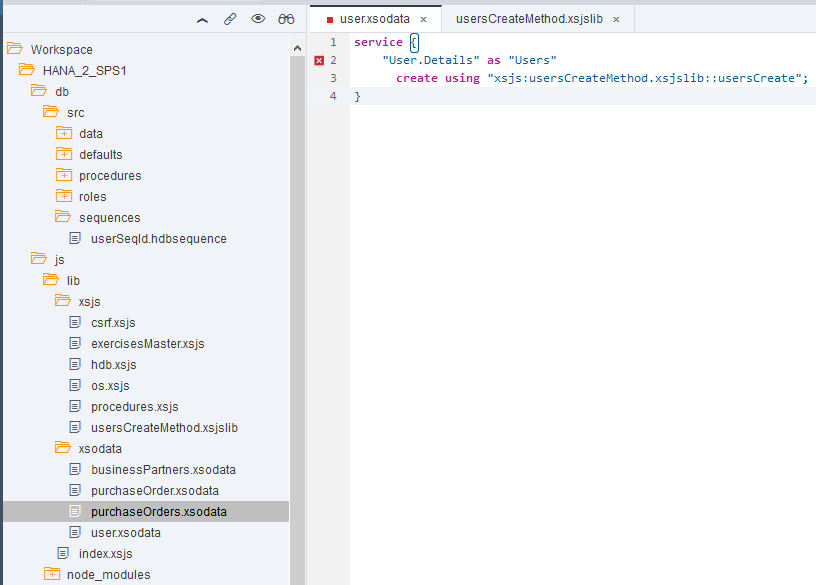 Workspace
HANA_2_SPS1
db
src
data
defaults
procedures
roles
sequences
userSeqId.hdbsequence
js
lib
xsjs
csrf.xsjs
exercisesMaster.xsjs
hdb.xsjs
os.xsjs
procedures.xsjs
usersCreateMethod.xsjslib
xsodata
businessPartners.xsodata
purchaseOrder.xsodata
purchaseOrders.xsodata
user.xsodata
index.xsjs
node_modules
user.xsodata × usersCreateMethod.xsjslib ×
1 service {
2 "User.Details" as "Users"
3 create using "xsjs:usersCreateMethod.xsjslib::usersCreate";
4 }